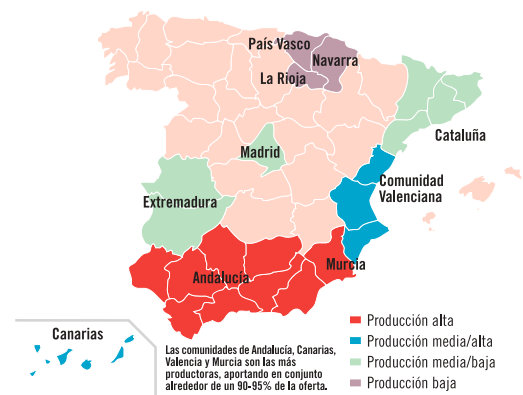 País Vasco
Navarra
La Rioja
Madrid
Cataluña
Comunidad
Valenciana
Extremadura
Murcia
Andalucía
Canarias
Las comunidades de Andalucía, Canarias,
Valencia y Murcia son las más
productoras, aportando en conjunto
alrededor de un 90-95% de la oferta.
Producción alta
Producción media/alta
Producción media/baja
Producción baja